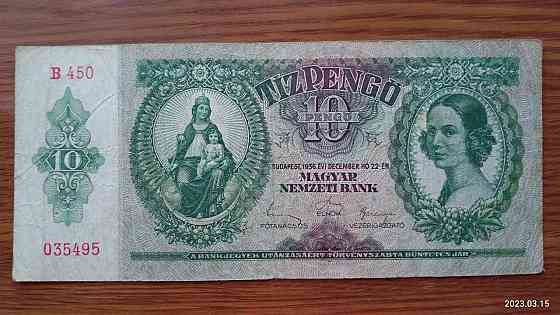 B 450
TÍZ PENGŐ
10
PENGŐ
10
BUDAPEST, 1936. ÉVI DECEMBER HÓ 22-ÉN
MAGYAR
NEMZETI BANK
FŐTANÁCSOS ELNÖK VEZÉRIGAZGATÓ
035495
A BANKJEGYEK UTÁNZÁSÁÉRT TÖRVÉNYSZABTA BÜNTETÉS JÁR
2023.03.15